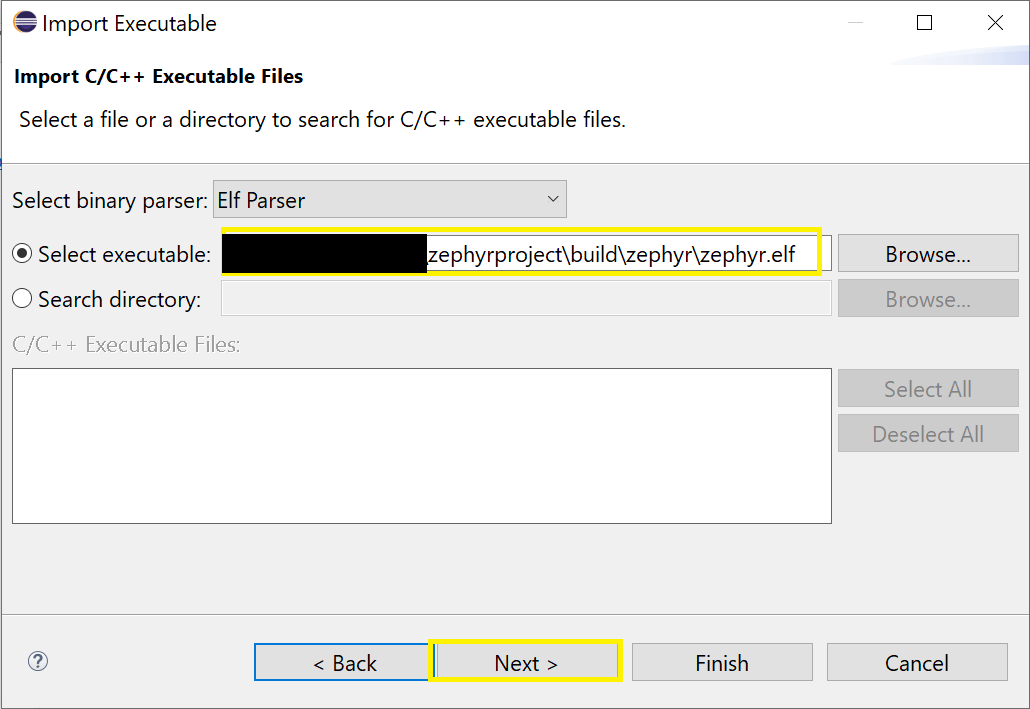 Import Executable
Import C/C++ Executable Files
Select a file or a directory to search for C/C++ executable files.
Select binary parser: Elf Parser
Select executable: \zephyrproject\build\zephyr\zephyr.elf Browse...
Search directory: Browse...
C/C++ Executable Files:
Select All
Deselect All
? < Back Next > Finish Cancel